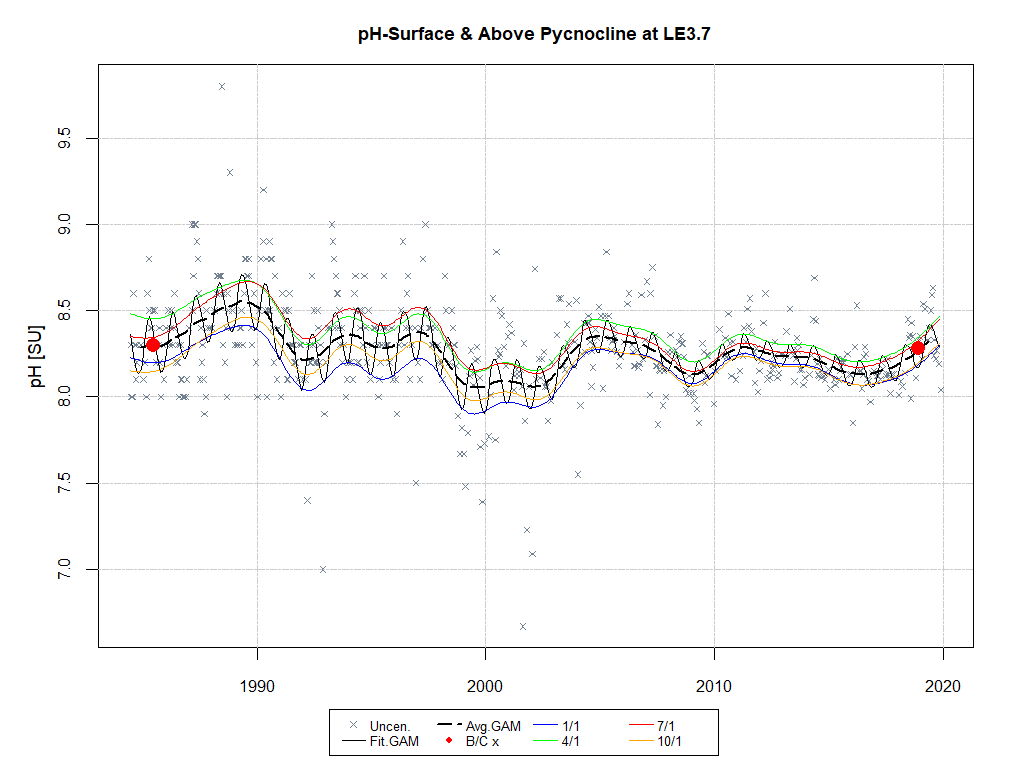 pH-Surface & Above Pycnocline at LE3.7
pH [SU]
9.5
9.0
8.5
8.0
7.5
7.0
1990 2000 2010 2020
Uncen. Avg.GAM 1/1 7/1
Fit.GAM B/C x 4/1 10/1